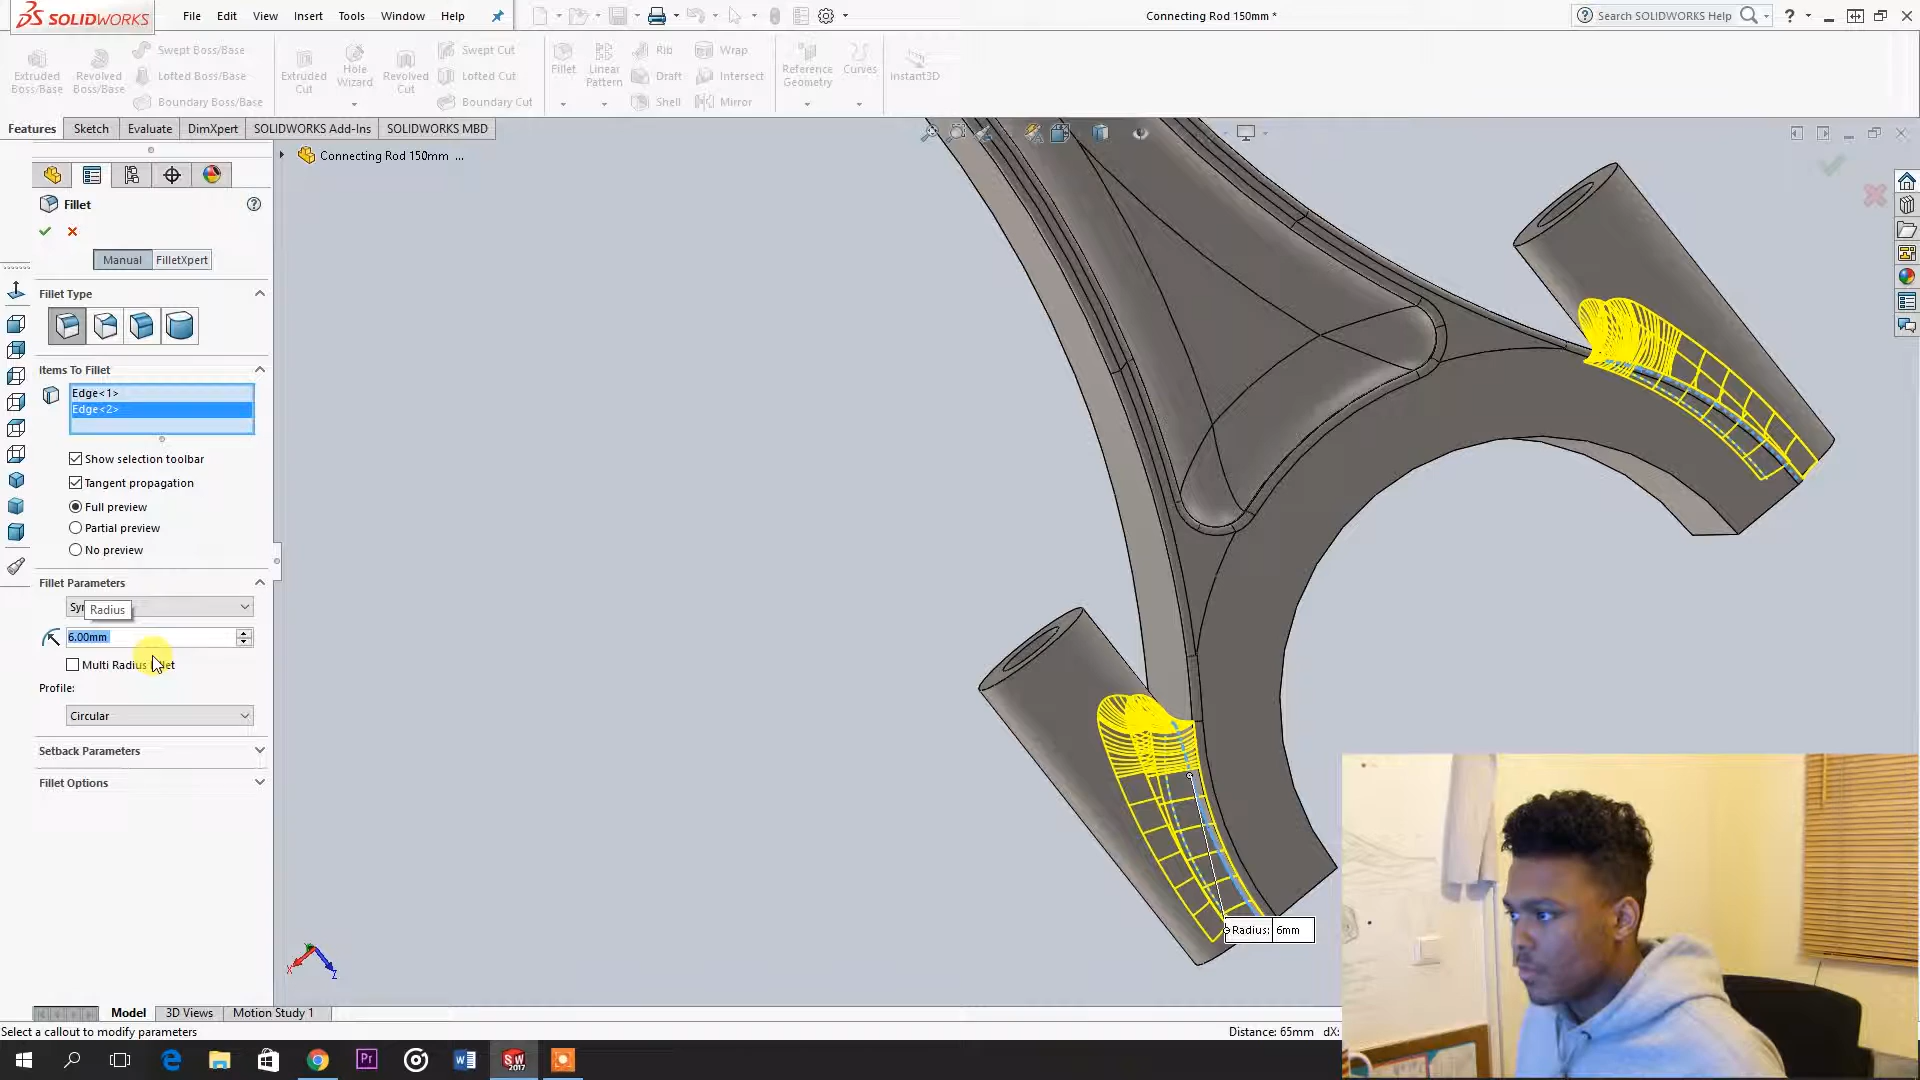 SOLIDWORKS File Edit View Insert Tools Window Help Connecting Rod 150mm * Search SOLIDWORKS Help ?
Extruded Boss/Base Revolved Boss/Base Swept Boss/Base Lofted Boss/Base Boundary Boss/Base Extruded Cut Hole Wizard Revolved Cut Swept Cut Lofted Cut Boundary Cut Fillet Linear Pattern Rib Draft Shell Wrap Intersect Mirror Reference Geometry Curves Instant3D
Features Sketch Evaluate DimXpert SOLIDWORKS Add-Ins SOLIDWORKS MBD
Connecting Rod 150mm ...
Fillet ?
Manual FilletXpert
Fillet Type
Items To Fillet
Edge<1>
Edge<2>
Show selection toolbar
Tangent propagation
Full preview
Partial preview
No preview
Fillet Parameters
Radius
6.00mm
Multi Radius
Profile:
Circular
Setback Parameters
Fillet Options
Radius: 6mm
X Z
Model 3D Views Motion Study 1
Select a callout to modify parameters Distance: 65mm dX:
Pr SW 2017